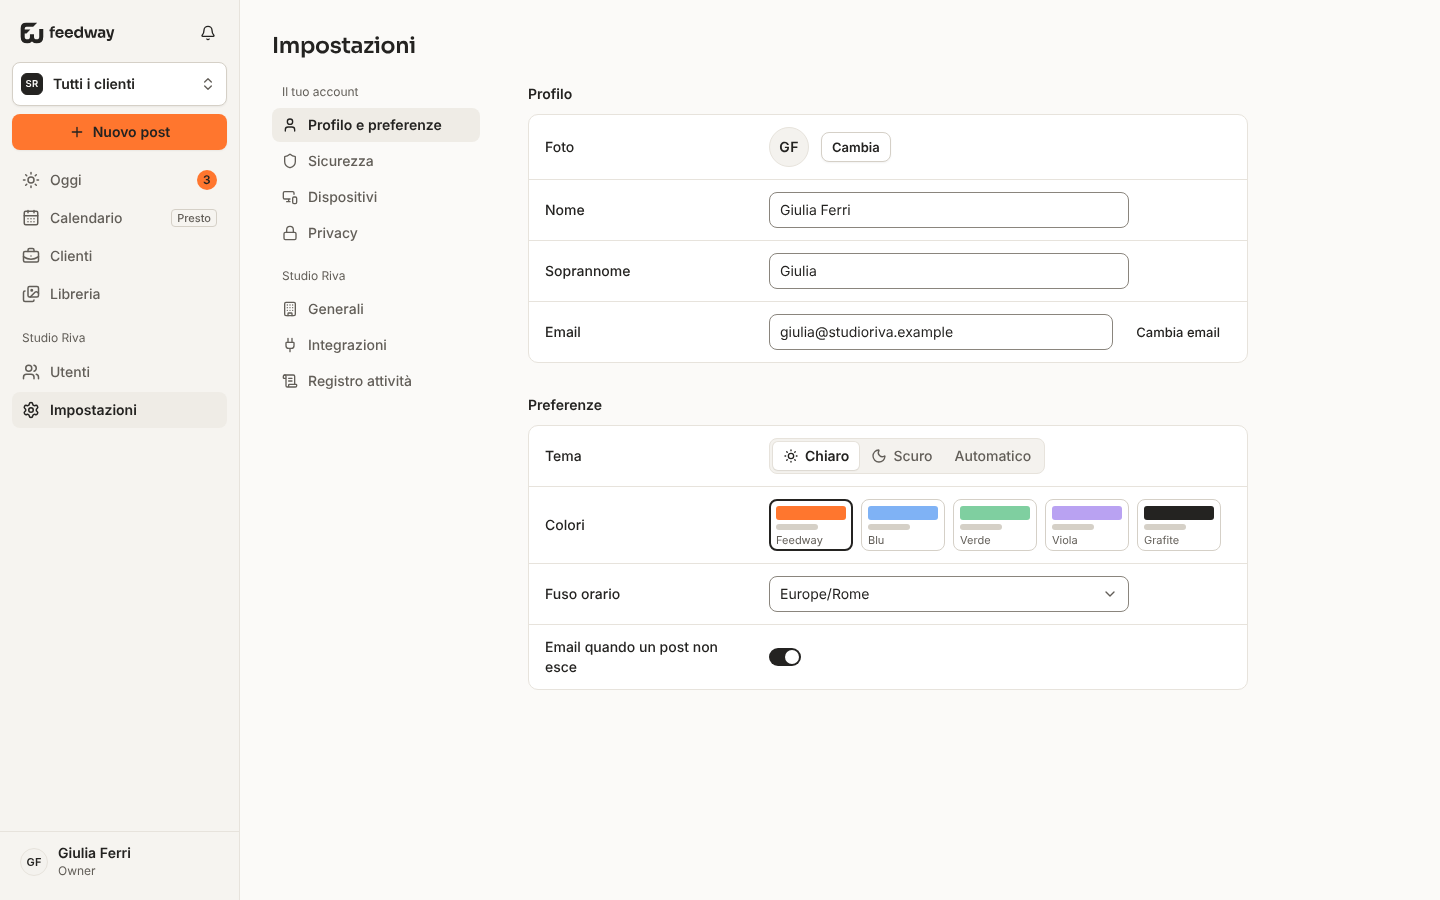 feedway
SR Tutti i clienti
Nuovo post
Oggi 3
Calendario Presto
Clienti
Libreria
Studio Riva
Utenti
Impostazioni
GF Giulia Ferri
Owner
Impostazioni
Il tuo account
Profilo e preferenze
Sicurezza
Dispositivi
Privacy
Studio Riva
Generali
Integrazioni
Registro attività
Profilo
Foto GF Cambia
Nome Giulia Ferri
Soprannome Giulia
Email giulia@studioriva.example Cambia email
Preferenze
Tema Chiaro Scuro Automatico
Colori Feedway Blu Verde Viola Grafite
Fuso orario Europe/Rome
Email quando un post non
esce